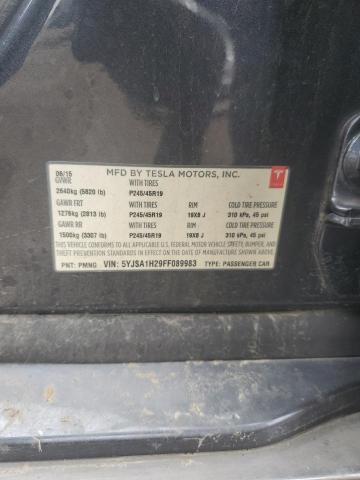 MFD BY TESLA MOTORS, INC.
06/15
GVWR WITH TIRES
2640kg (5820 lb) P245/45R19
GAWR FRT WITH TIRES RIM COLD TIRE PRESSURE
1276kg (2813 lb) P245/45R19 19X8 J 310 kPa, 45 psi
GAWR RR WITH TIRES RIM COLD TIRE PRESSURE
1500kg (3307 lb) P245/45R19 19X8 J 310 kPa, 45 psi
THIS VEHICLE CONFORMS TO ALL APPLICABLE U.S. FEDERAL MOTOR VEHICLE SAFETY, BUMPER, AND
THEFT PREVENTION STANDARDS IN EFFECT ON THE DATE OF MANUFACTURE SHOWN ABOVE.
PNT: PMNG VIN: 5YJSA1H29FF089983 TYPE: PASSENGER CAR
TESLA